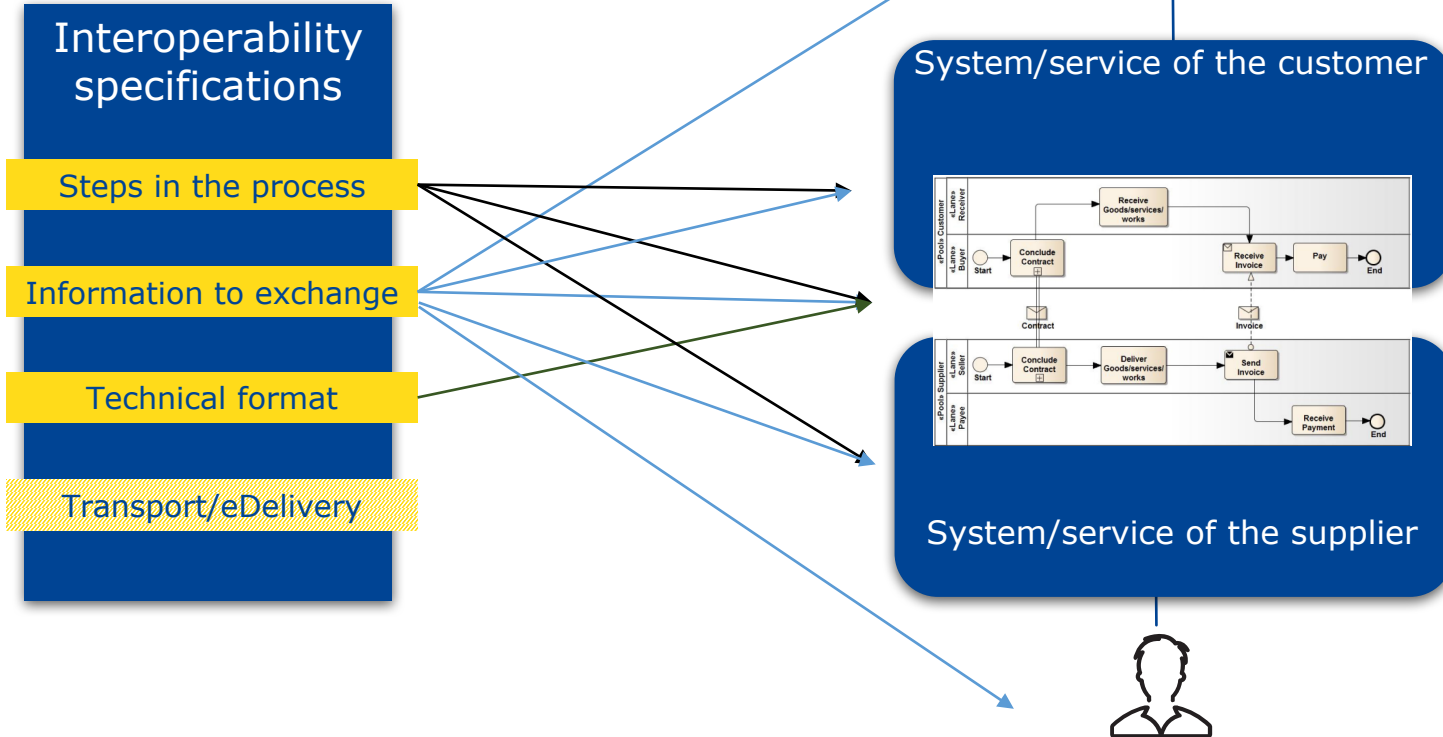 Interoperability
specifications
Steps in the process
Information to exchange
Technical format
Transport/eDelivery
System/service of the customer
«Pool» Customer
«Lane»
Receiver
Receive
Goods/services/
works
«Lane»
Buyer
Start
Conclude
Contract
Receive
Invoice
Pay
End
Contract
Invoice
«Pool» Supplier
«Lane»
Seller
Start
Conclude
Contract
Deliver
Goods/services/
works
Send
Invoice
«Lane»
Payee
Receive
Payment
End
System/service of the supplier